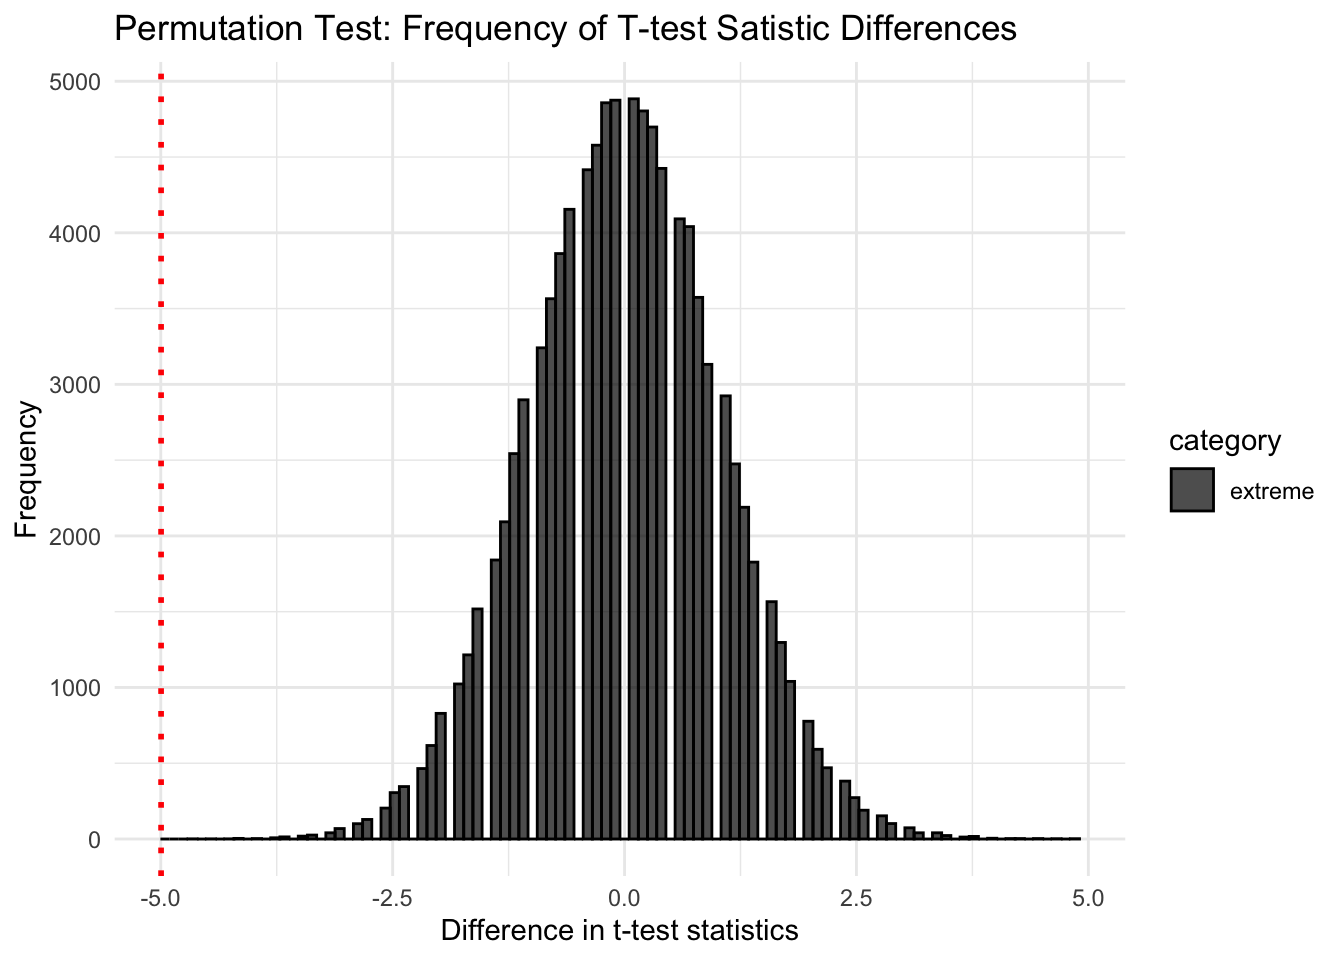 Permutation Test: Frequency of T-test Satistic Differences
5000
4000
3000
2000
1000
0
Frequency
-5.0
-2.5
0.0
2.5
5.0
Difference in t-test statistics
category
extreme